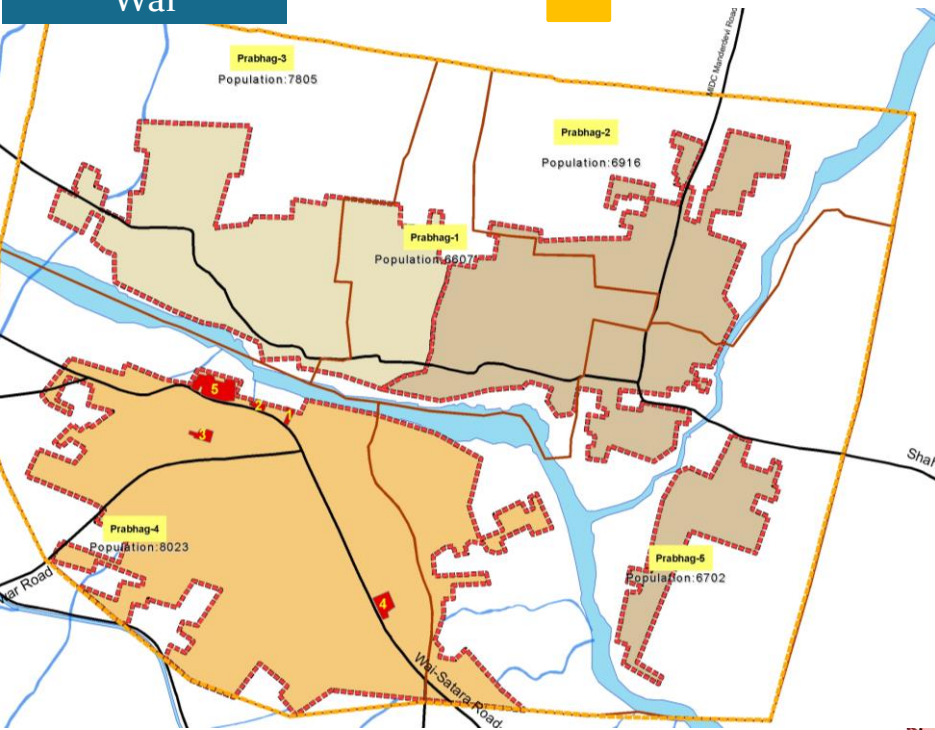 Wai
MIDC Manderdevi Road
Prabhag-3
Population:7805
Prabhag-2
Population:6916
Prabhag-1
Population:6607
5
2
1
3
Prabhag-4
Population:8023
Prabhag-5
Population:6702
4
Wai-Satara Road